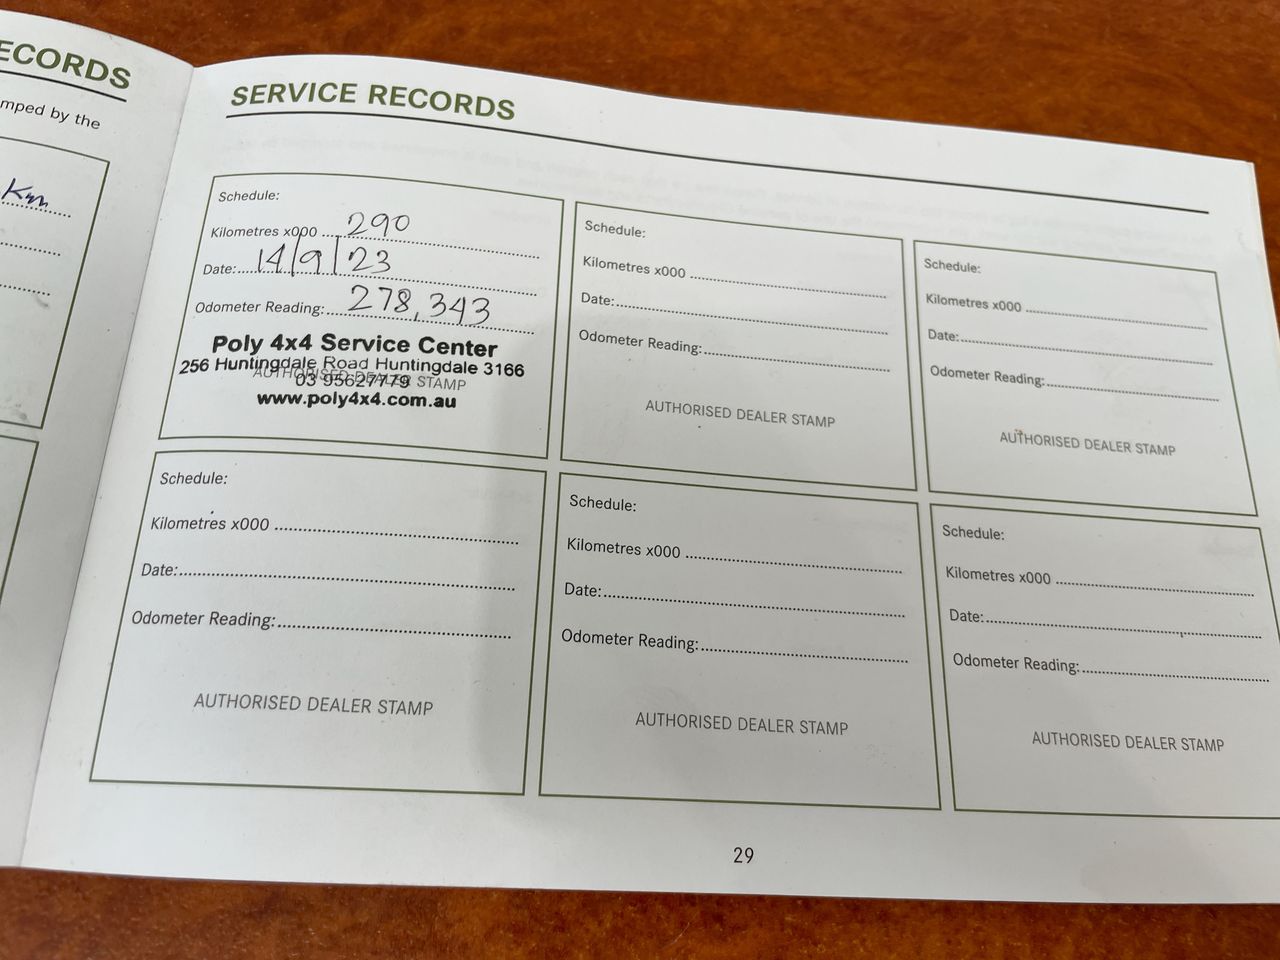 ECORDS
mped by the
Km
SERVICE RECORDS
Schedule:
Kilometres x000 290
Date: 14/9/23
Odometer Reading: 278,343
Poly 4x4 Service Center
256 Huntingdale Road Huntingdale 3166
AUTHORISED DEALER STAMP
03 95627779
www.poly4x4.com.au
Schedule:
Kilometres x000
Date:
Odometer Reading:
AUTHORISED DEALER STAMP
Schedule:
Kilometres x000
Date:
Odometer Reading:
AUTHORISED DEALER STAMP
Schedule:
Kilometres x000
Date:
Odometer Reading:
AUTHORISED DEALER STAMP
Schedule:
Kilometres x000
Date:
Odometer Reading:
AUTHORISED DEALER STAMP
Schedule:
Kilometres x000
Date:
Odometer Reading:
AUTHORISED DEALER STAMP
29